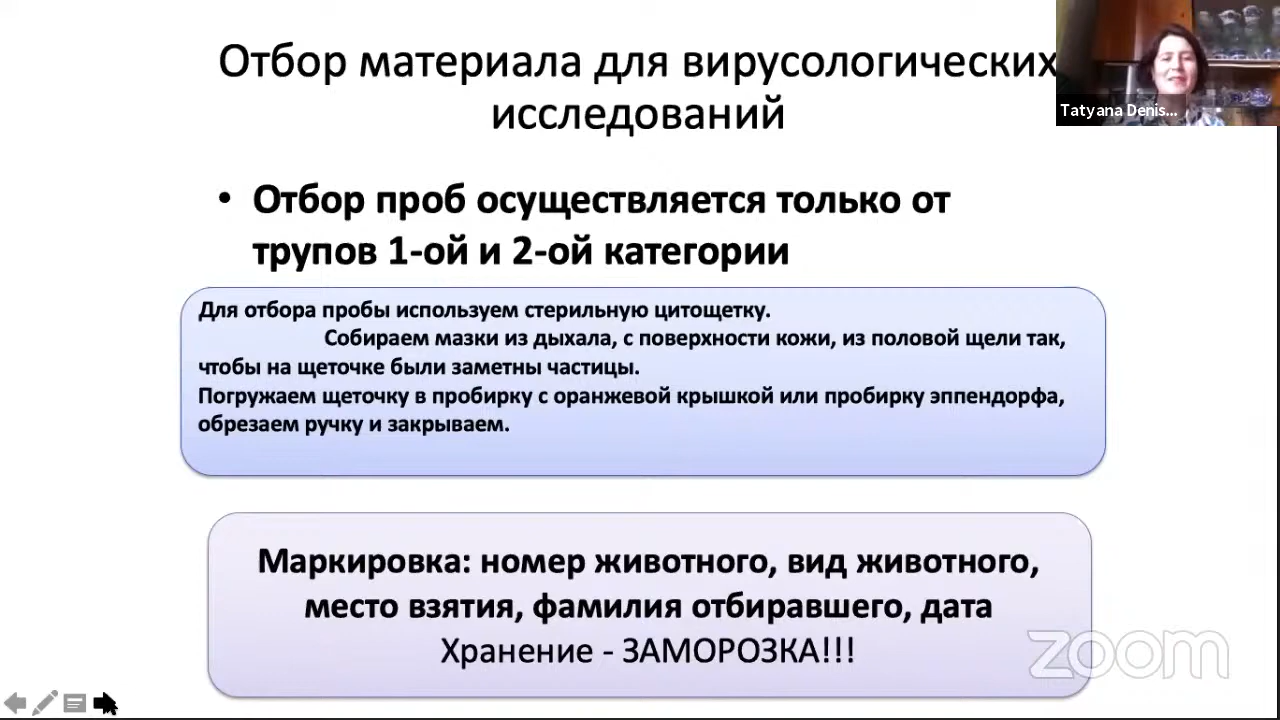 Отбор материала для вирусологических
исследований
Tatyana Denis...
• Отбор проб осуществляется только от
трупов 1-ой и 2-ой категории
Для отбора пробы используем стерильную цитощетку.
Собираем мазки из дыхала, с поверхности кожи, из половой щели так,
чтобы на щеточке были заметны частицы.
Погружаем щеточку в пробирку с оранжевой крышкой или пробирку эппендорфа,
обрезаем ручку и закрываем.
Маркировка: номер животного, вид животного,
место взятия, фамилия отбиравшего, дата
Хранение - ЗАМОРОЗКА!!!
zoom